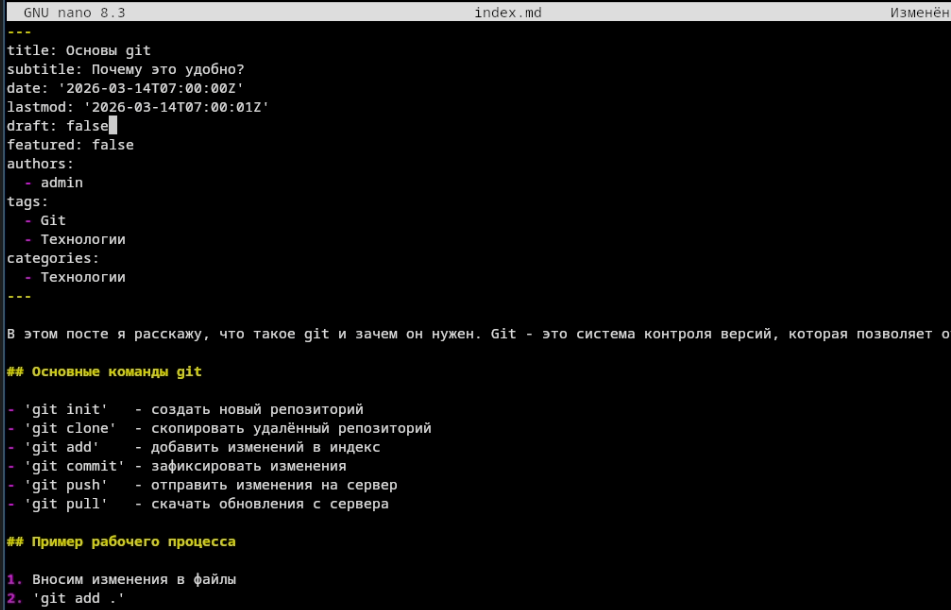 GNU nano 8.3 index.md Изменён
---
title: Основы git
subtitle: Почему это удобно?
date: '2026-03-14T07:00:00Z'
lastmod: '2026-03-14T07:00:01Z'
draft: false
featured: false
authors:
  - admin
tags:
  - Git
  - Технологии
categories:
  - Технологии
---
В этом посте я расскажу, что такое git и зачем он нужен. Git - это система контроля версий, которая позволяет о
## Основные команды git
- 'git init'   - создать новый репозиторий
- 'git clone'  - скопировать удалённый репозиторий
- 'git add'    - добавить изменений в индекс
- 'git commit' - зафиксировать изменения
- 'git push'   - отправить изменения на сервер
- 'git pull'   - скачать обновления с сервера
## Пример рабочего процесса
1. Вносим изменения в файлы
2. 'git add .'